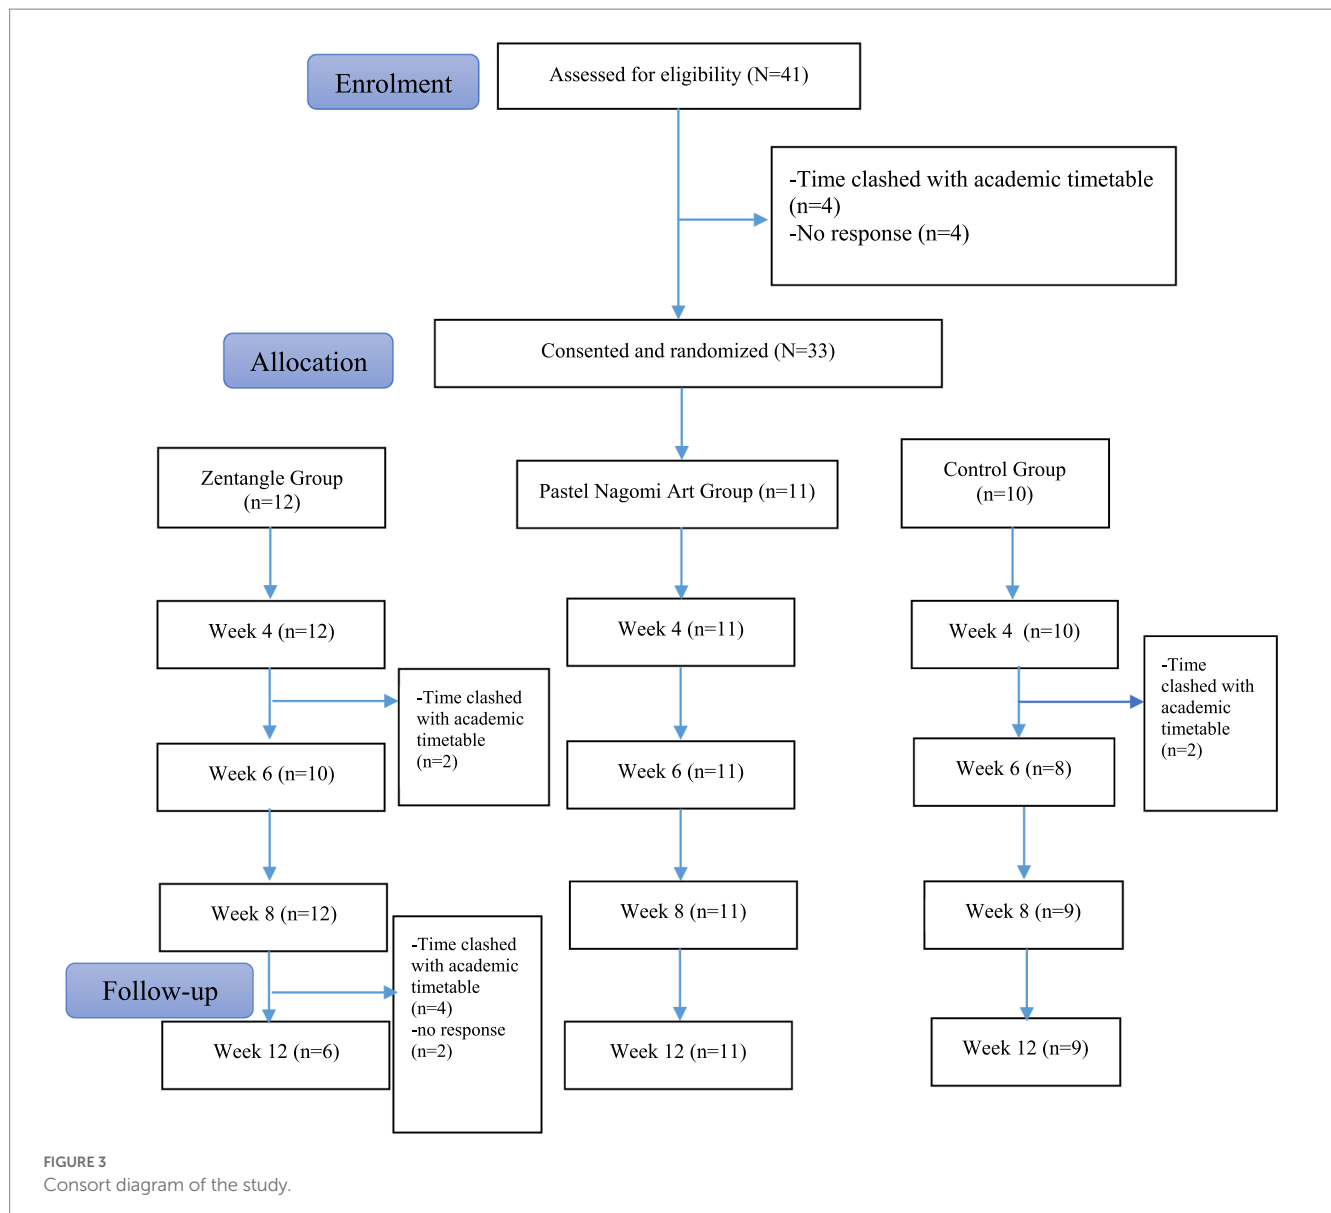 Enrolment
Assessed for eligibility (N=41)
-Time clashed with academic timetable
(n=4)
-No response (n=4)
Allocation
Consented and randomized (N=33)
Zentangle Group
(n=12)
Pastel Nagomi Art Group (n=11)
Control Group
(n=10)
Week 4 (n=12)
Week 4 (n=11)
Week 4  (n=10)
-Time clashed
with academic
timetable
(n=2)
-Time
clashed with
academic
timetable
(n=2)
Week 6 (n=10)
Week 6 (n=11)
Week 6 (n=8)
Week 8 (n=12)
Week 8 (n=11)
Week 8 (n=9)
-Time clashed
with academic
timetable
(n=4)
-no response
(n=2)
Follow-up
Week 12 (n=6)
Week 12 (n=11)
Week 12 (n=9)
FIGURE 3
Consort diagram of the study.